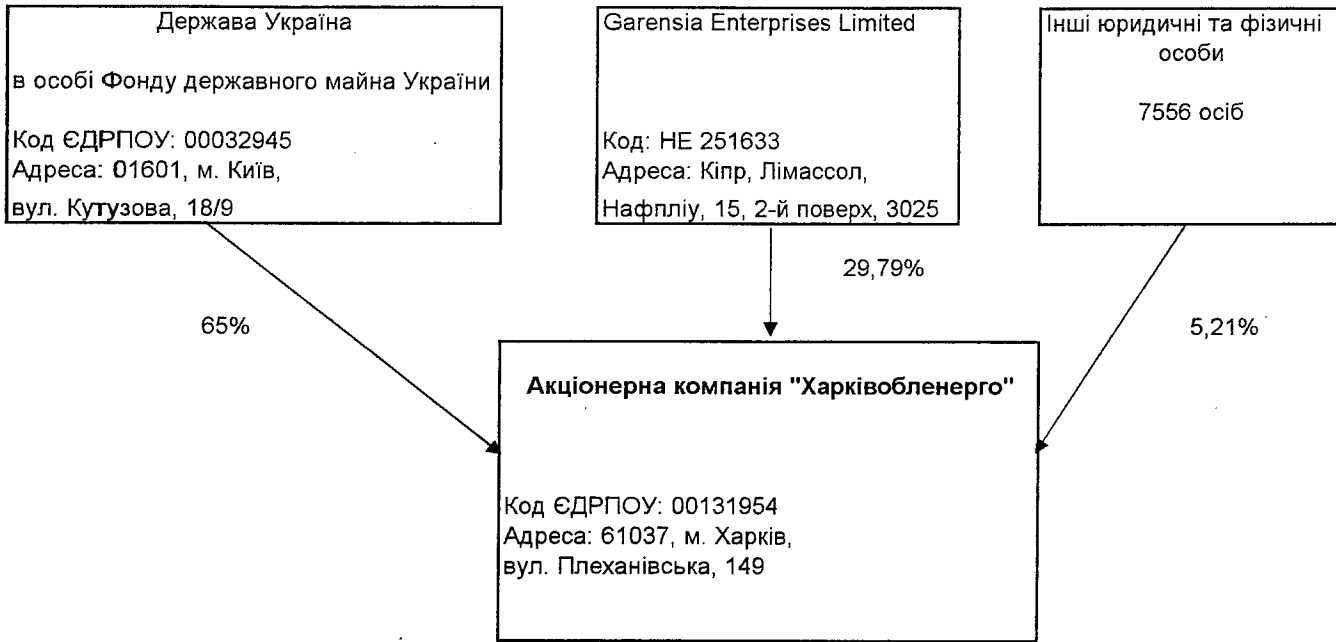 Держава Україна
в особі Фонду державного майна України
Код ЄДРПОУ: 00032945
Адреса: 01601, м. Київ,
вул. Кутузова, 18/9
Garensia Enterprises Limited
Код: НЕ 251633
Адреса: Кіпр, Лімассол,
Нафпліу, 15, 2-й поверх, 3025
Інші юридичні та фізичні
особи
7556 осіб
65%
29,79%
5,21%
Акціонерна компанія "Харківобленерго"
Код ЄДРПОУ: 00131954
Адреса: 61037, м. Харків,
вул. Плеханівська, 149